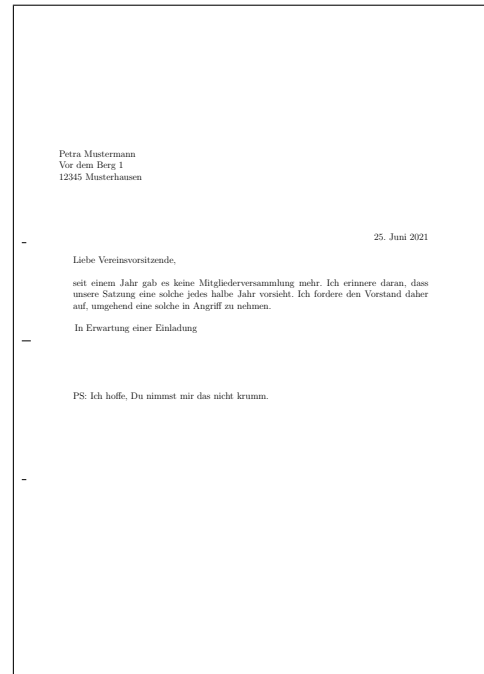 Petra Mustermann
Vor dem Berg 1
12345 Musterhausen
25. Juni 2021
Liebe Vereinsvorsitzende,
seit einem Jahr gab es keine Mitgliederversammlung mehr. Ich erinnere daran, dass
unsere Satzung eine solche jedes halbe Jahr vorsieht. Ich fordere den Vorstand daher
auf, umgehend eine solche in Angriff zu nehmen.
In Erwartung einer Einladung
PS: Ich hoffe, Du nimmst mir das nicht krumm.